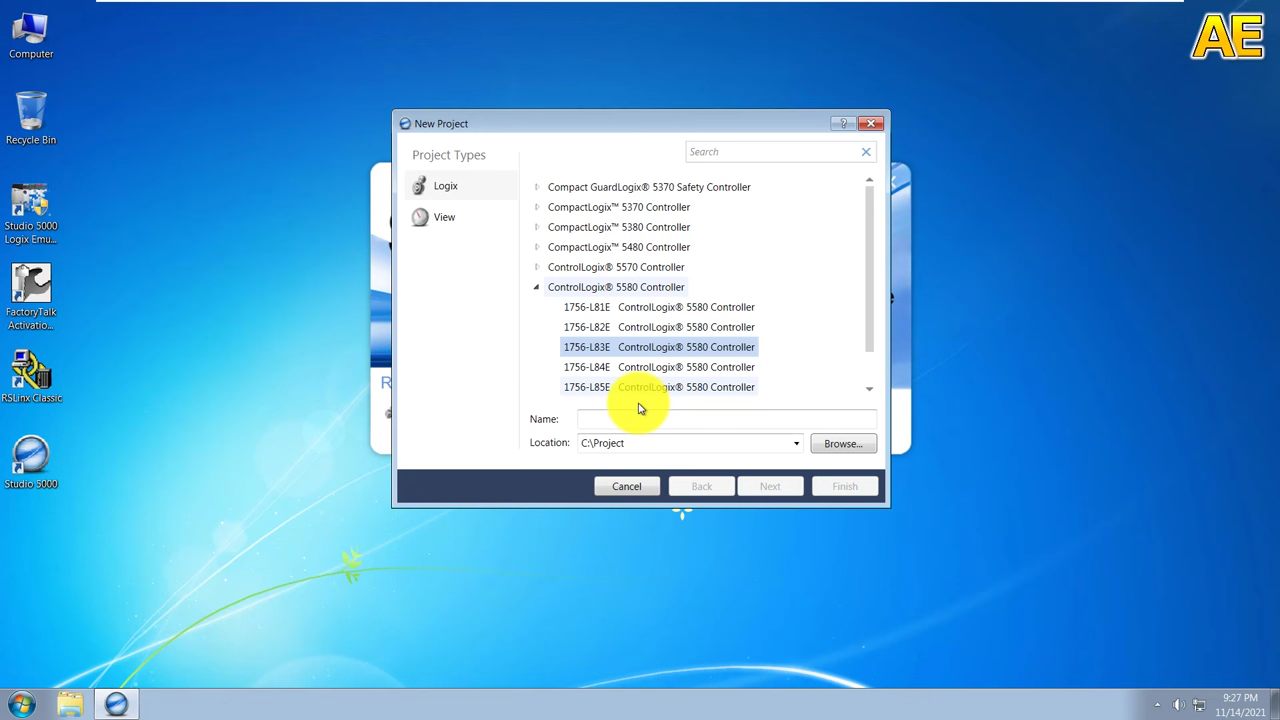 Computer
Recycle Bin
Studio 5000
Logix Emu...
FactoryTalk
Activatio...
RSLinx Classic
Studio 5000
AE
New Project
?
Project Types
Logix
View
Search
Compact GuardLogix® 5370 Safety Controller
CompactLogix™ 5370 Controller
CompactLogix™ 5380 Controller
CompactLogix™ 5480 Controller
ControlLogix® 5570 Controller
ControlLogix® 5580 Controller
1756-L81E ControlLogix® 5580 Controller
1756-L82E ControlLogix® 5580 Controller
1756-L83E ControlLogix® 5580 Controller
1756-L84E ControlLogix® 5580 Controller
1756-L85E ControlLogix® 5580 Controller
Name:
Location: C:\Project Browse...
Cancel Back Next Finish
9:27 PM
11/14/2021